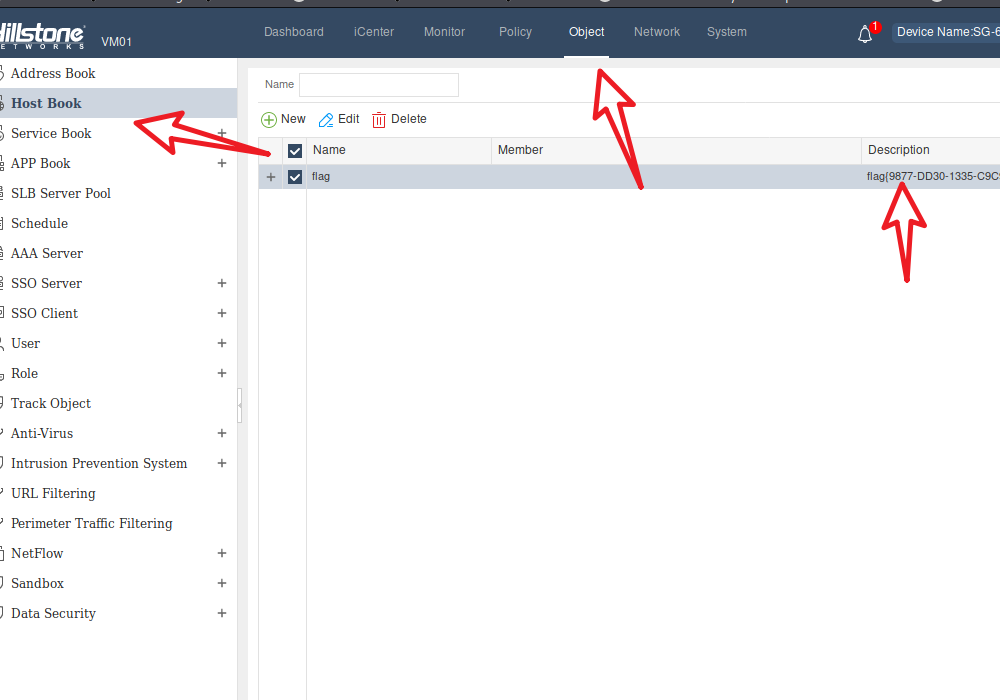 Hillstone
NETWORKS
VM01
Dashboard
iCenter
Monitor
Policy
Object
Network
System
1
Device Name:SG-6
Address Book
Host Book
Service Book +
APP Book +
SLB Server Pool
Schedule
AAA Server
SSO Server +
SSO Client +
User +
Role +
Track Object
Anti-Virus +
Intrusion Prevention System +
URL Filtering
Perimeter Traffic Filtering
NetFlow +
Sandbox +
Data Security +
Name
New
Edit
Delete
Name
Member
Description
+
flag
flag{9877-DD30-1335-C9C